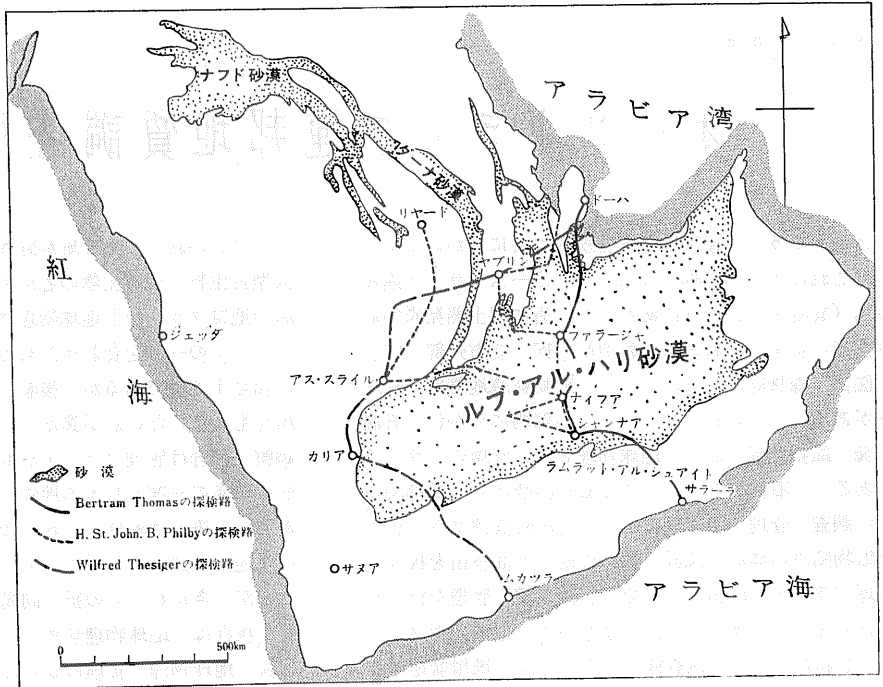 ナフド砂漠
アラビア湾
ダーナ砂漠
リヤード
ドーハ
ヤブリン
紅海
ジェッダ
ファラージャ
アス・スライル
ルブ・アル・ハリ砂漠
ナイフア
シャンナア
カリア
ラムラット・アル・シュアイト
サラーラ
砂漠
Bertram Thomasの探検路
H. St. John. B. Philbyの探検路
Wilfred Thesigerの探検路
サヌア
ムカッラ
アラビア海
0 500km